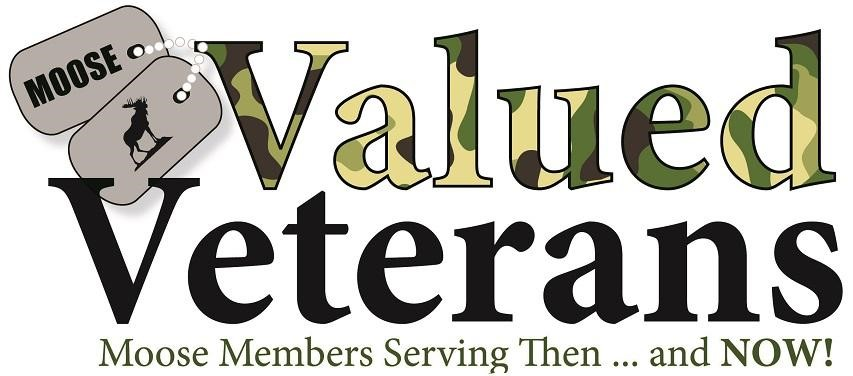 MOOSE
Valued
Veterans
Moose Members Serving Then ... and NOW!